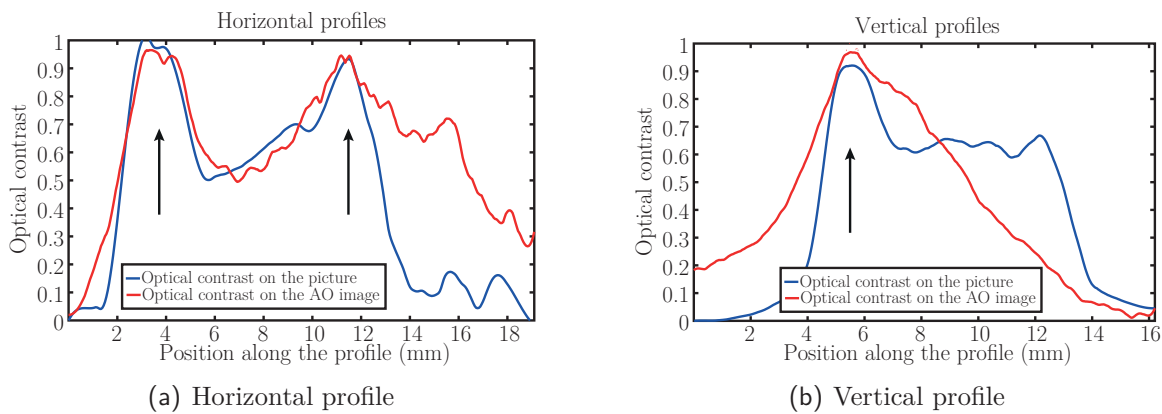 Horizontal profiles
1
0.9
0.8
0.7
0.6
0.5
0.4
0.3
0.2
0.1
0
Optical contrast
Optical contrast on the picture
Optical contrast on the AO image
2 4 6 8 10 12 14 16 18
Position along the profile (mm)
(a) Horizontal profile
Vertical profiles
1
0.9
0.8
0.7
0.6
0.5
0.4
0.3
0.2
0.1
0
Optical contrast
Optical contrast on the picture
Optical contrast on the AO image
2 4 6 8 10 12 14 16
Position along the profile (mm)
(b) Vertical profile